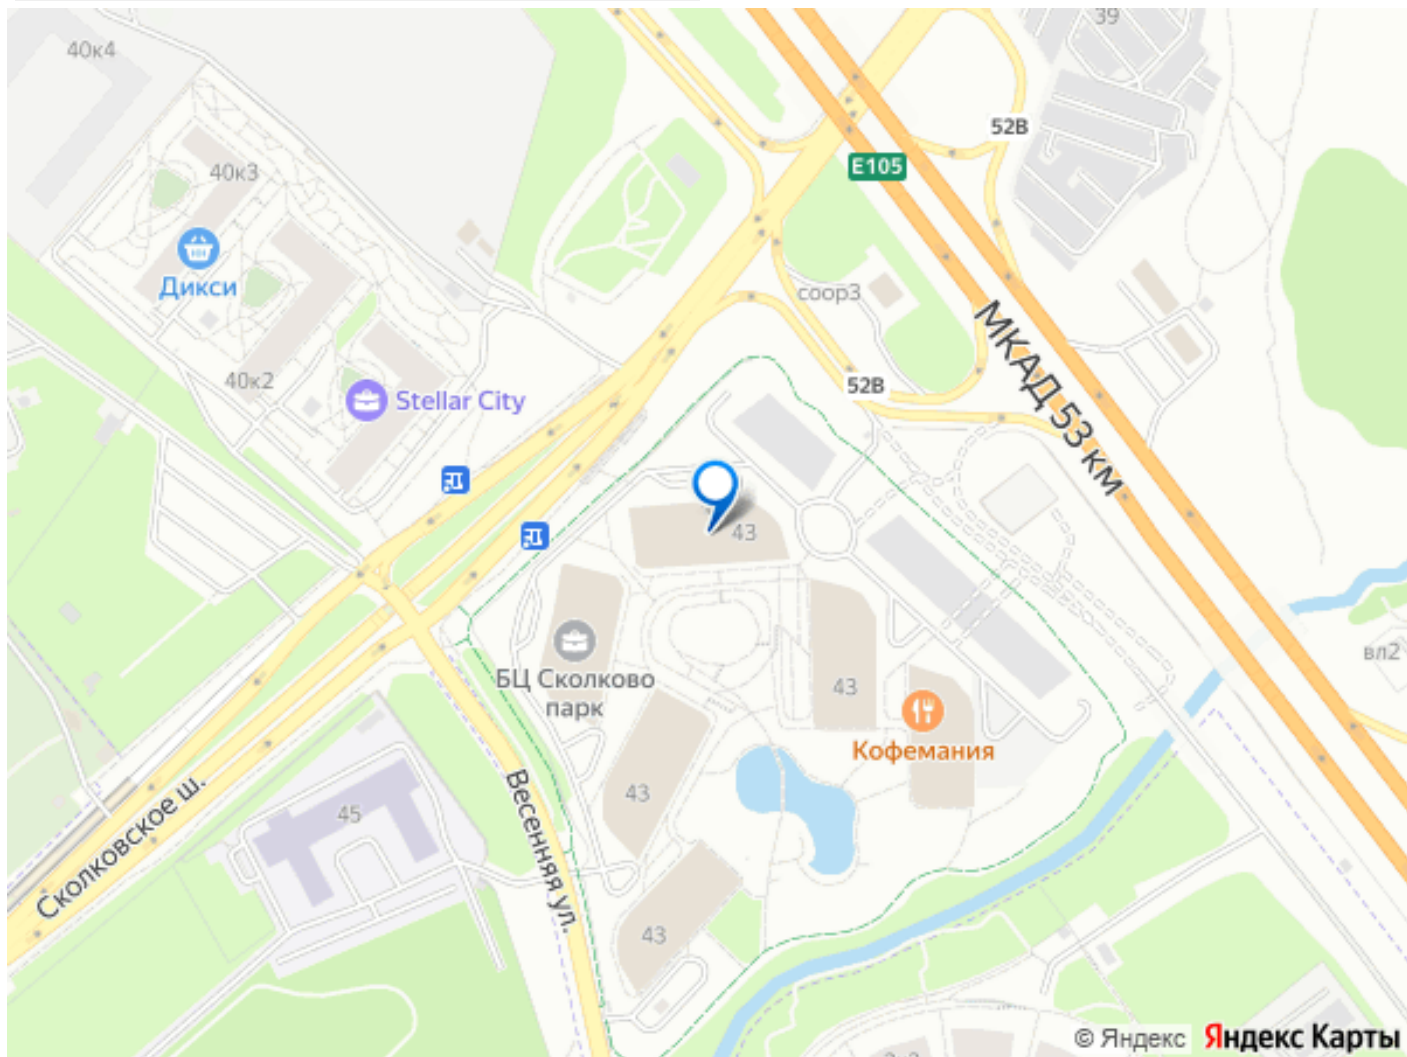 39
40к4
52В
E105
40к3
Дикси
соор3
МКАД 53 км
40к2
52В
Stellar City
43
БЦ Сколково
парк
вл2
43
Кофемания
43
45
Весенняя ул.
Сколковское ш.
43
© Яндекс
Яндекс Карты